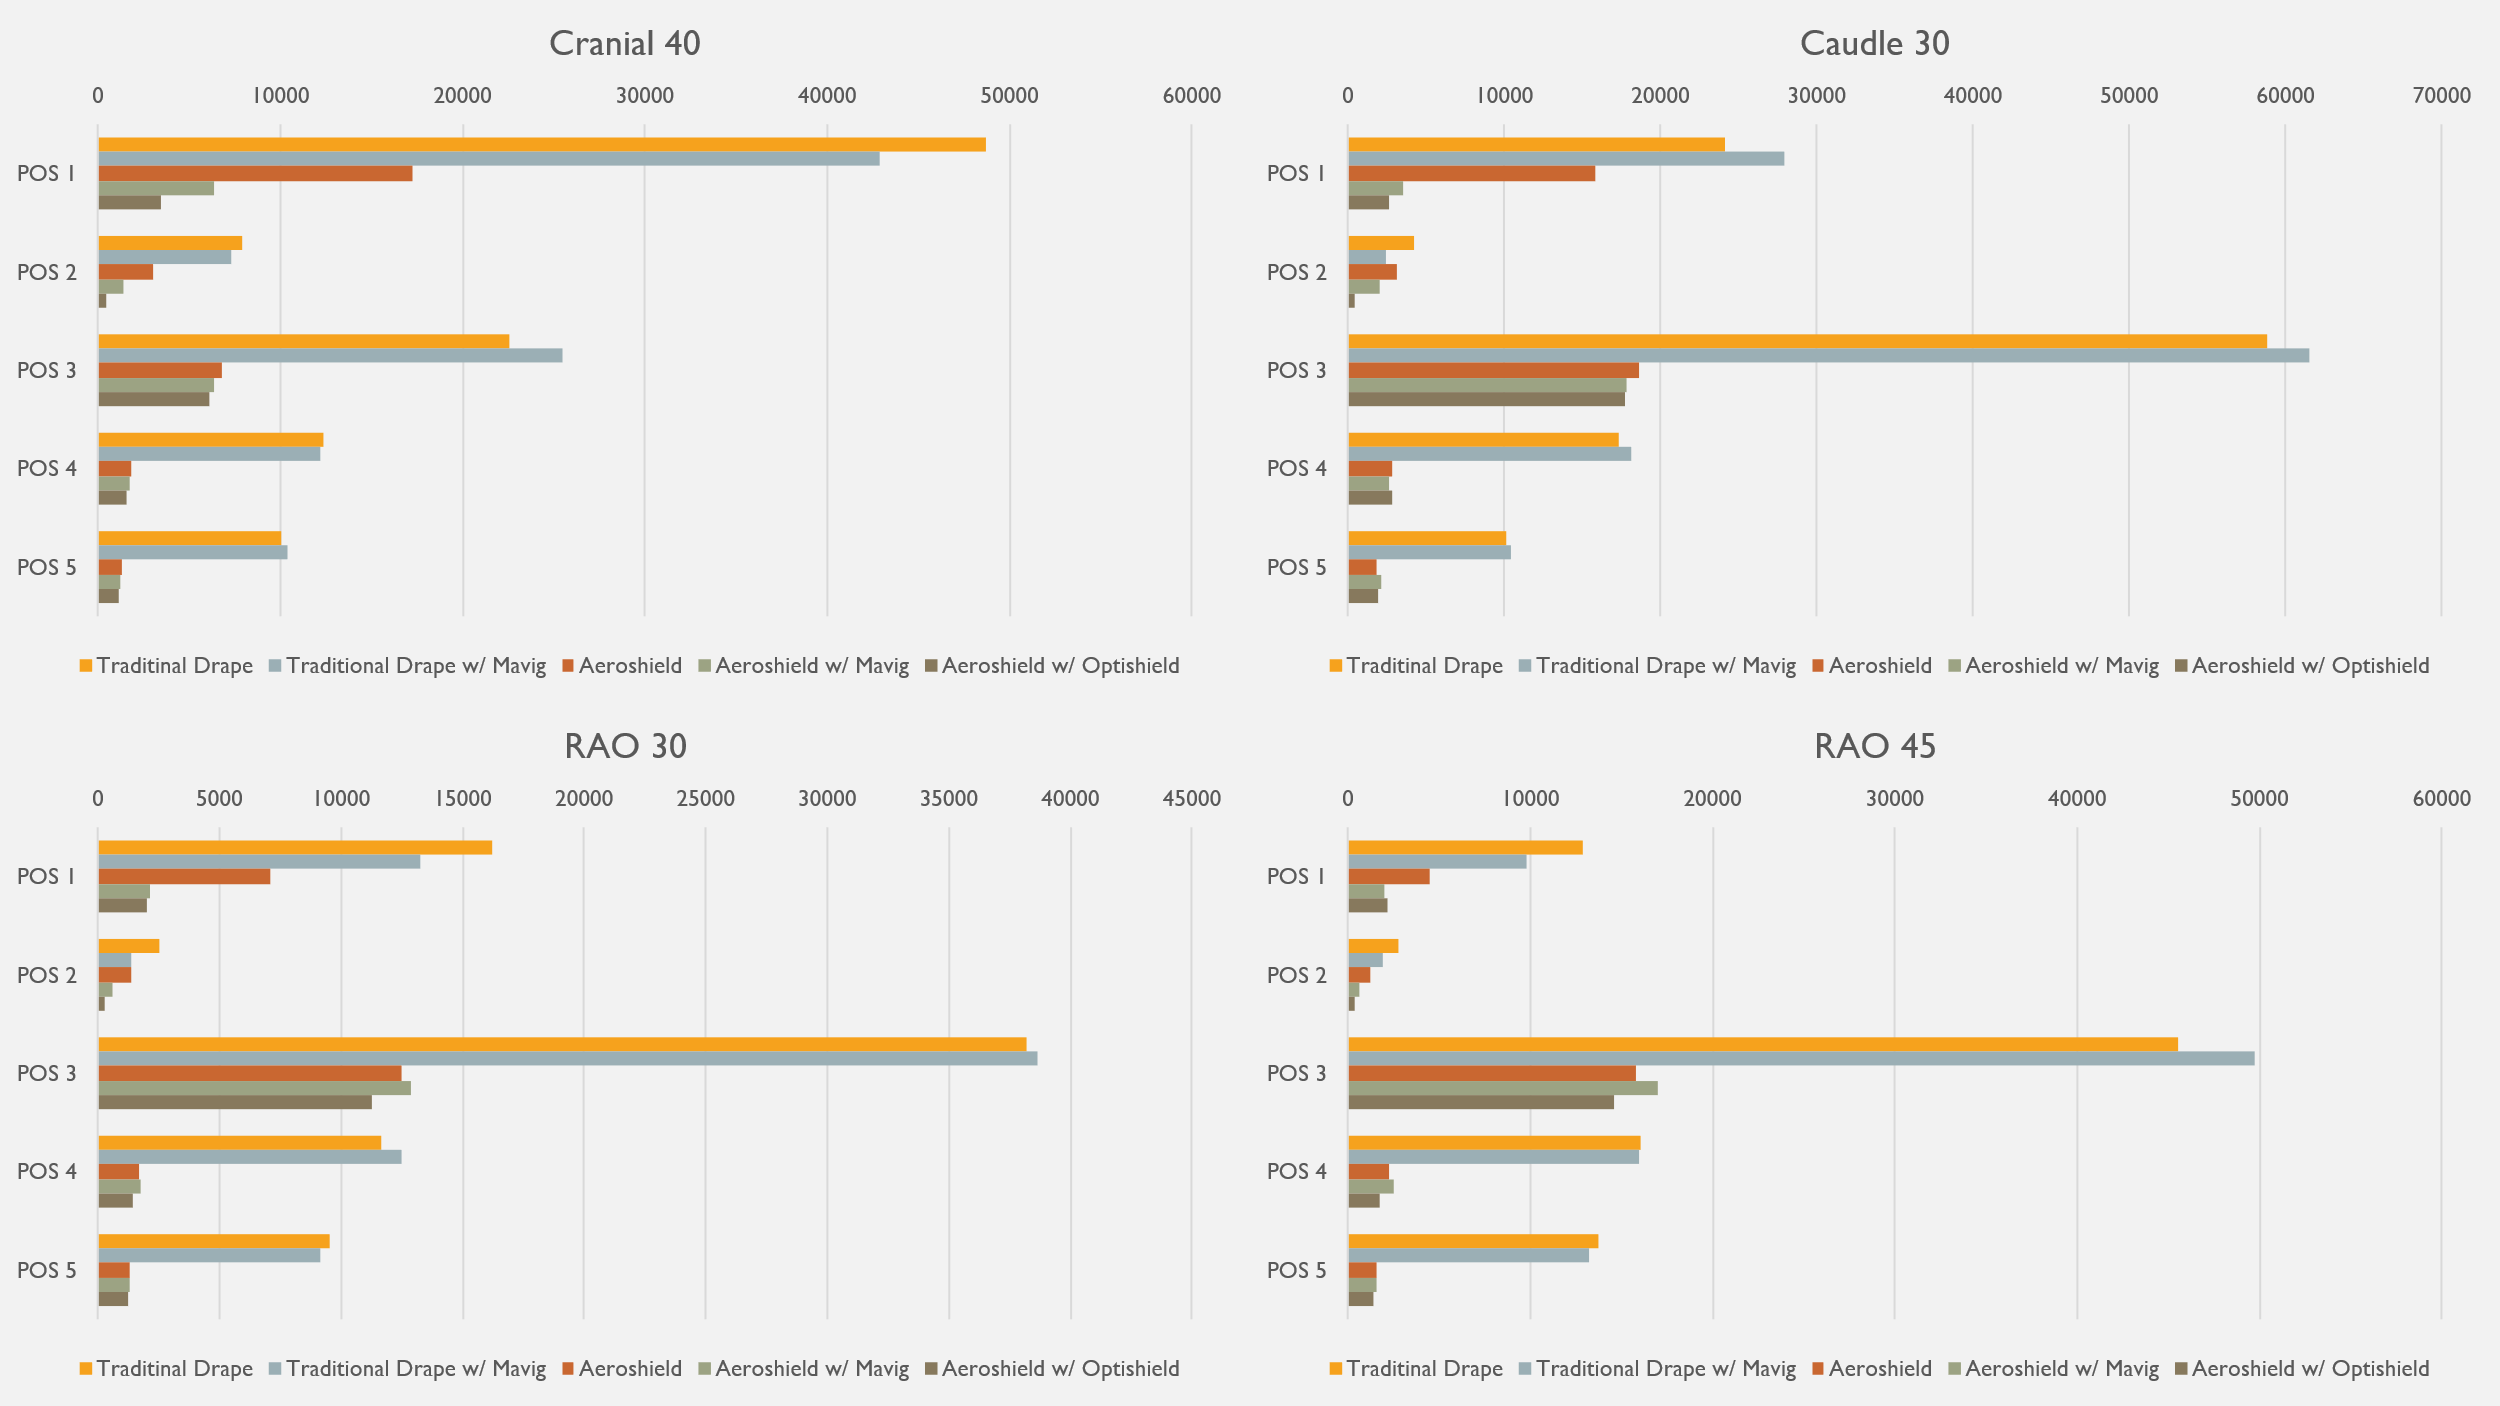 Cranial 40
0 10000 20000 30000 40000 50000 60000
POS 1
POS 2
POS 3
POS 4
POS 5
Traditinal Drape Traditional Drape w/ Mavig Aeroshield Aeroshield w/ Mavig Aeroshield w/ Optishield
Caudle 30
0 10000 20000 30000 40000 50000 60000 70000
POS 1
POS 2
POS 3
POS 4
POS 5
Traditinal Drape Traditional Drape w/ Mavig Aeroshield Aeroshield w/ Mavig Aeroshield w/ Optishield
RAO 30
0 5000 10000 15000 20000 25000 30000 35000 40000 45000
POS 1
POS 2
POS 3
POS 4
POS 5
Traditinal Drape Traditional Drape w/ Mavig Aeroshield Aeroshield w/ Mavig Aeroshield w/ Optishield
RAO 45
0 10000 20000 30000 40000 50000 60000
POS 1
POS 2
POS 3
POS 4
POS 5
Traditinal Drape Traditional Drape w/ Mavig Aeroshield Aeroshield w/ Mavig Aeroshield w/ Optishield